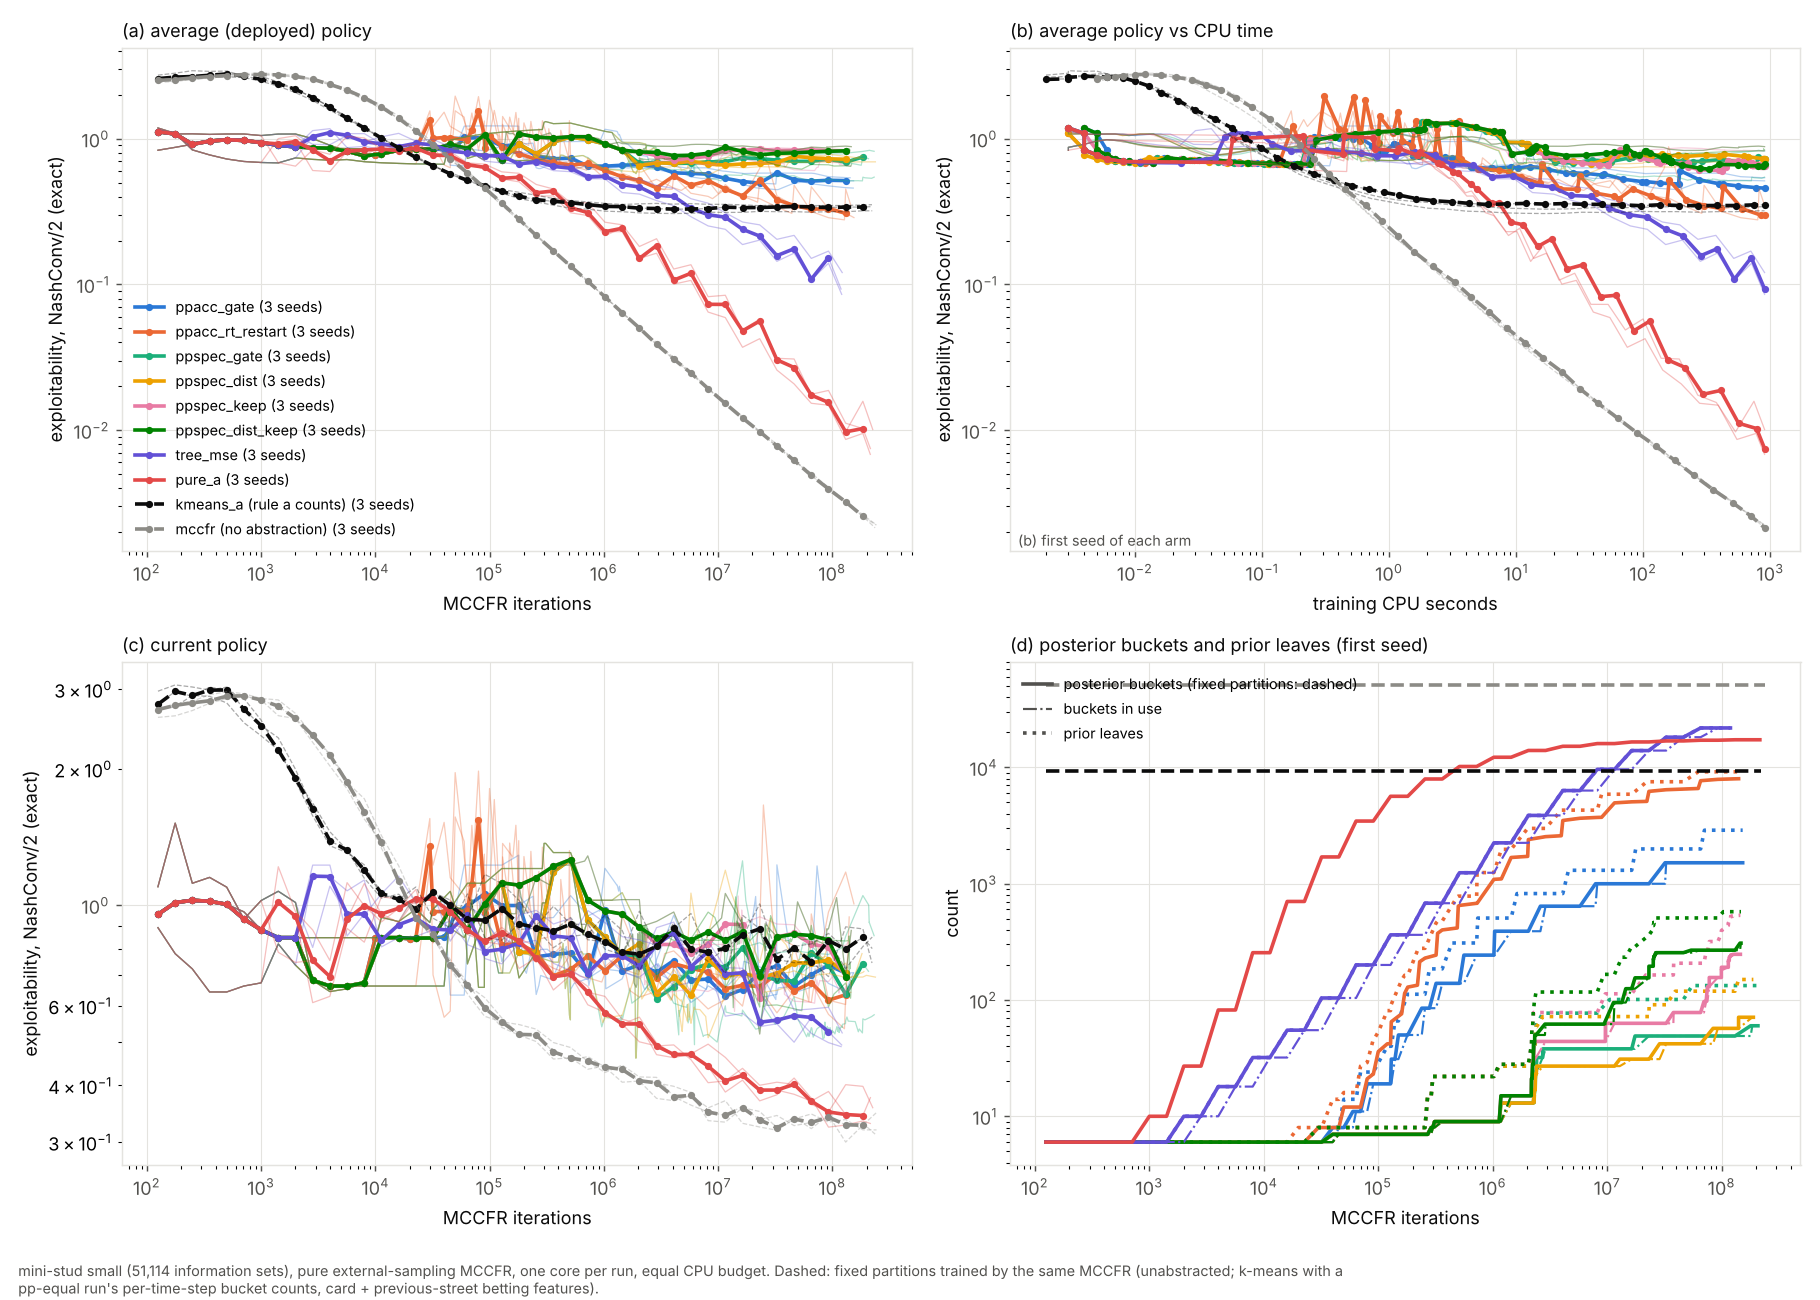 (a) average (deployed) policy
exploitability, NashConv/2 (exact)
10⁰
10⁻¹
10⁻²
ppacc_gate (3 seeds)
ppacc_rt_restart (3 seeds)
ppspec_gate (3 seeds)
ppspec_dist (3 seeds)
ppspec_keep (3 seeds)
ppspec_dist_keep (3 seeds)
tree_mse (3 seeds)
pure_a (3 seeds)
kmeans_a (rule a counts) (3 seeds)
mccfr (no abstraction) (3 seeds)
10² 10³ 10⁴ 10⁵ 10⁶ 10⁷ 10⁸
MCCFR iterations
(b) average policy vs CPU time
exploitability, NashConv/2 (exact)
10⁰
10⁻¹
10⁻²
(b) first seed of each arm
10⁻² 10⁻¹ 10⁰ 10¹ 10² 10³
training CPU seconds
(c) current policy
exploitability, NashConv/2 (exact)
3 × 10⁰
2 × 10⁰
10⁰
6 × 10⁻¹
4 × 10⁻¹
3 × 10⁻¹
10² 10³ 10⁴ 10⁵ 10⁶ 10⁷ 10⁸
MCCFR iterations
(d) posterior buckets and prior leaves (first seed)
posterior buckets (fixed partitions: dashed)
buckets in use
prior leaves
count
10⁴
10³
10²
10¹
10² 10³ 10⁴ 10⁵ 10⁶ 10⁷ 10⁸
MCCFR iterations
mini-stud small (51,114 information sets), pure external-sampling MCCFR, one core per run, equal CPU budget. Dashed: fixed partitions trained by the same MCCFR (unabstracted; k-means with a
pp-equal run's per-time-step bucket counts, card + previous-street betting features).